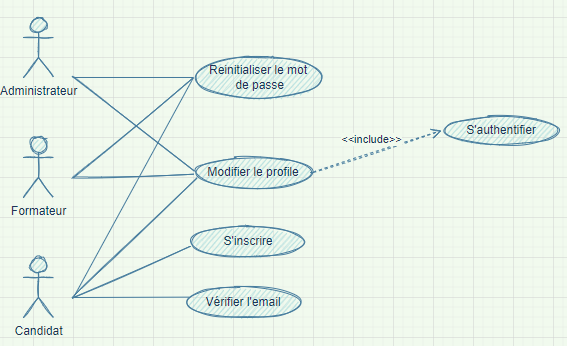 Administrateur
Reinitialiser le mot
de passe
<<include>>
S'authentifier
Modifier le profile
Formateur
S'inscrire
Vérifier l'email
Candidat